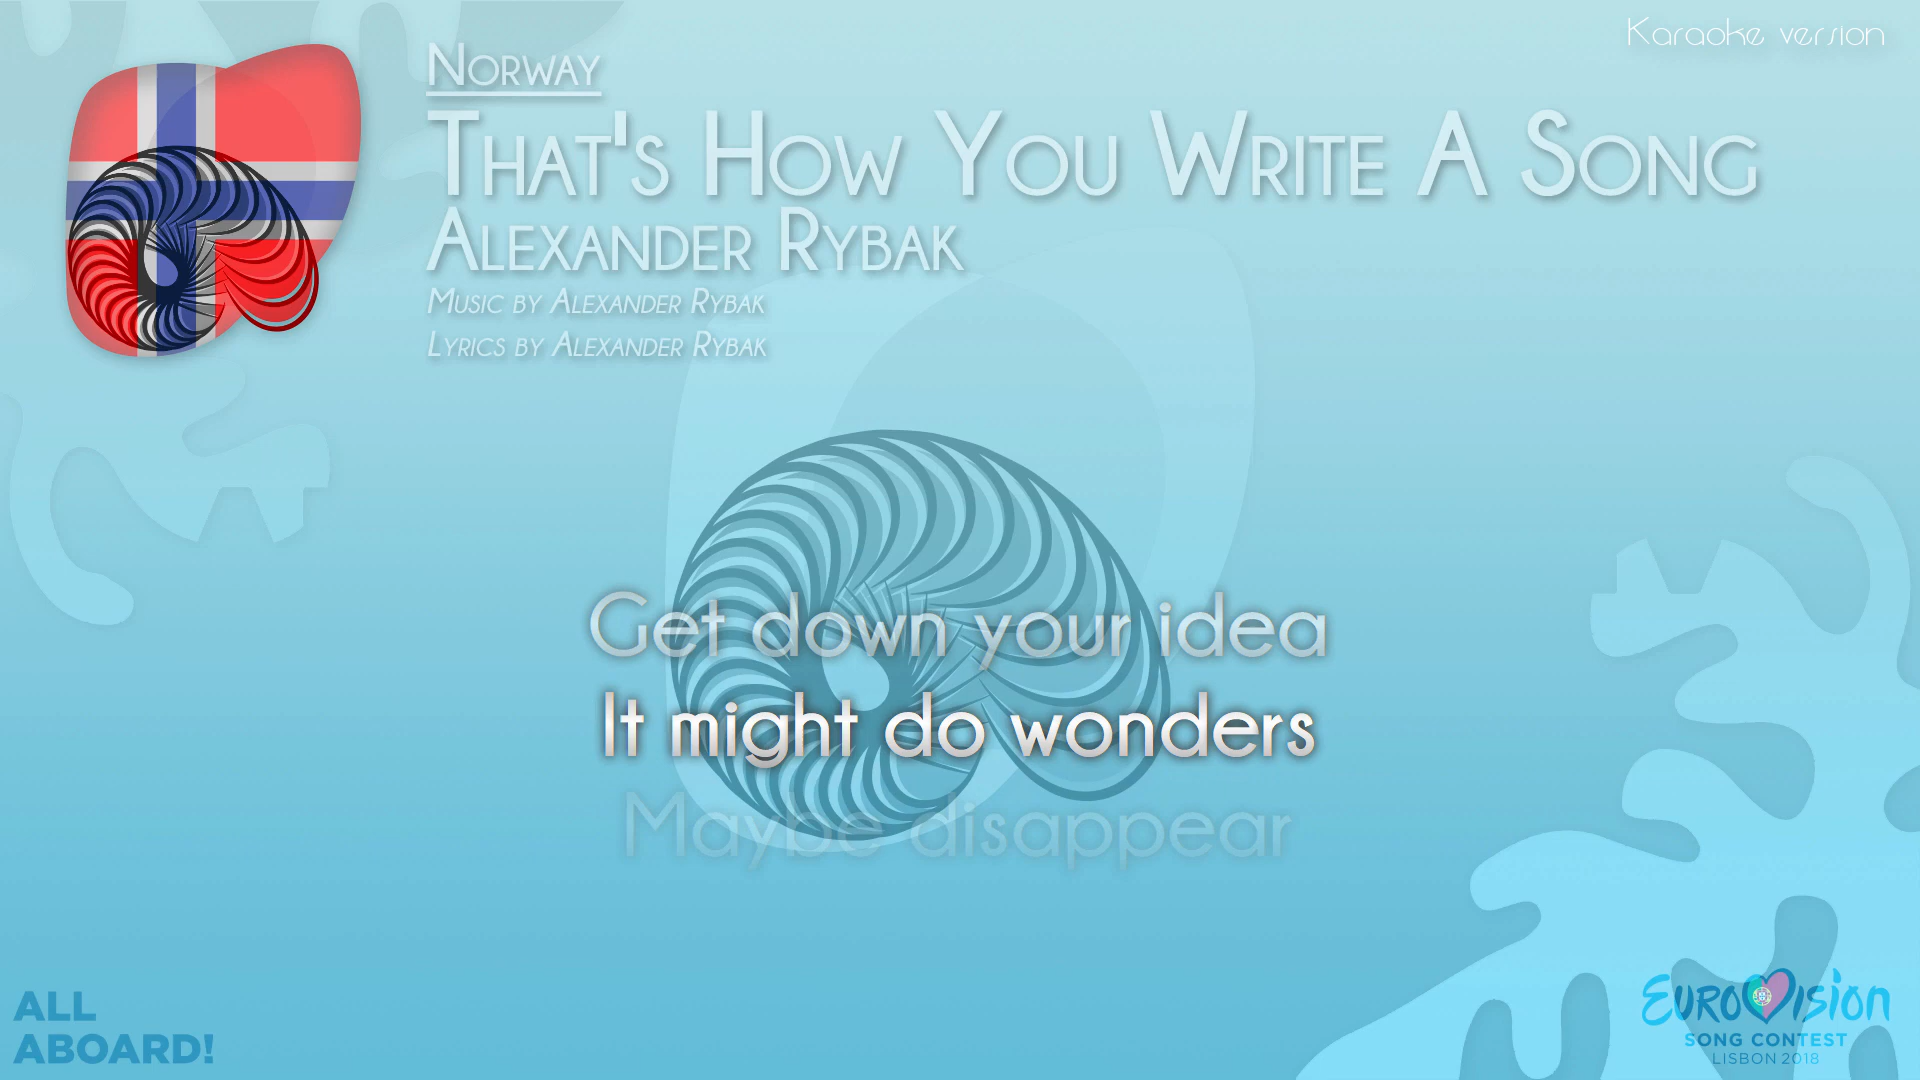 Karaoke version
Norway
That's How You Write A Song
Alexander Rybak
Music by Alexander Rybak
Lyrics by Alexander Rybak
Get down your idea
It might do wonders
Maybe disappear
ALL
ABOARD!
EUROVISION
SONG CONTEST
LISBON 2018